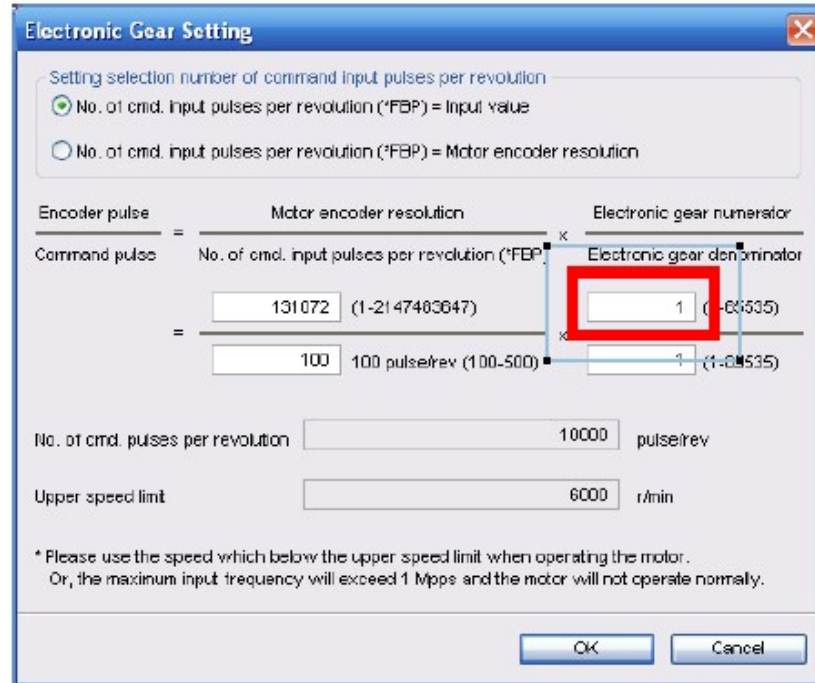 Electronic Gear Setting
Setting selection number of command input pulses per revolution
No. of cmd. input pulses per revolution (*FBP) = Input value
No. of cmd. input pulses per revolution (*FBP) = Motor encoder resolution
Encoder pulse = Motor encoder resolution x Electronic gear numerator
Command pulse No. of cmd. input pulses per revolution (*FBP) Electronic gear denominator
= 131072 (1-2147483647) x 1 (1-65535)
100 100 pulse/rev (100-500) 1 (1-65535)
No. of cmd. pulses per revolution 10000 pulse/rev
Upper speed limit 6000 r/min
* Please use the speed which below the upper speed limit when operating the motor.
Or, the maximum input frequency will exceed 1 Mpps and the motor will not operate normally.
OK Cancel